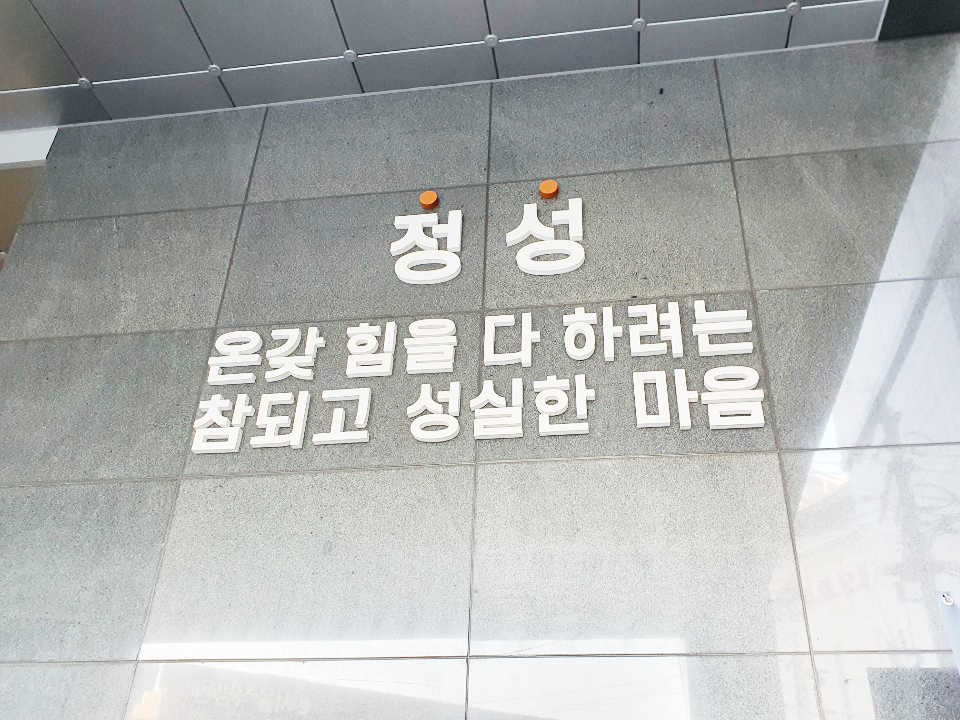 정성
온갖 힘을 다 하려는
참되고 성실한 마음